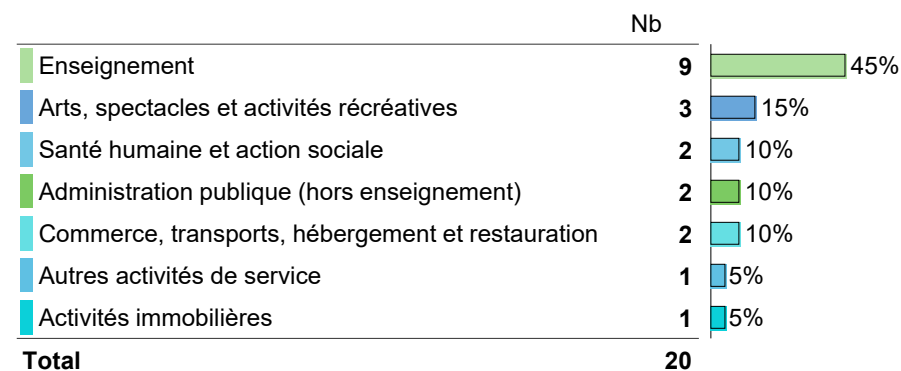 Nb
Enseignement 9 45%
Arts, spectacles et activités récréatives 3 15%
Santé humaine et action sociale 2 10%
Administration publique (hors enseignement) 2 10%
Commerce, transports, hébergement et restauration 2 10%
Autres activités de service 1 5%
Activités immobilières 1 5%
Total 20